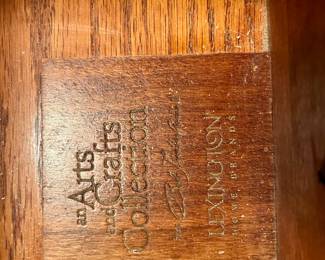 an Arts
and Crafts
Collection
LEXINGTON
HOME BRANDS